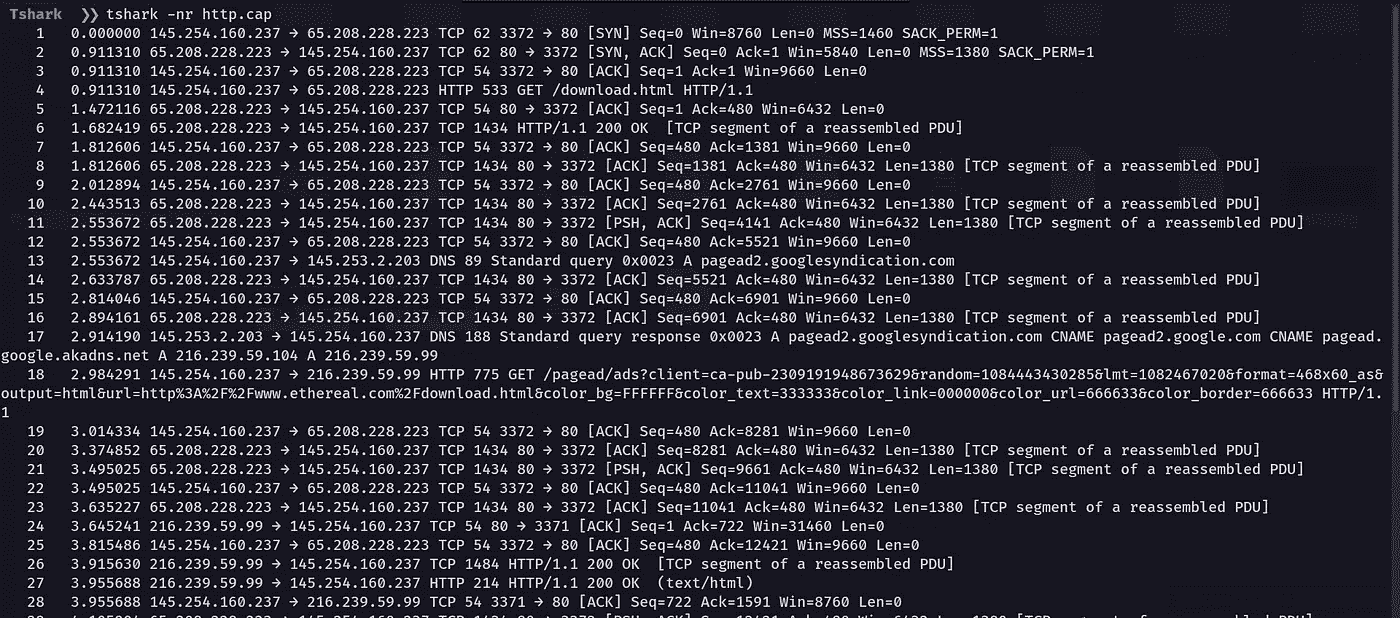 Tshark ❯❯ tshark -nr http.cap
1 0.000000 145.254.160.237 → 65.208.228.223 TCP 62 3372 → 80 [SYN] Seq=0 Win=8760 Len=0 MSS=1460 SACK_PERM=1
2 0.911310 65.208.228.223 → 145.254.160.237 TCP 62 80 → 3372 [SYN, ACK] Seq=0 Ack=1 Win=5840 Len=0 MSS=1380 SACK_PERM=1
3 0.911310 145.254.160.237 → 65.208.228.223 TCP 54 3372 → 80 [ACK] Seq=1 Ack=1 Win=9660 Len=0
4 0.911310 145.254.160.237 → 65.208.228.223 HTTP 533 GET /download.html HTTP/1.1
5 1.472116 65.208.228.223 → 145.254.160.237 TCP 54 80 → 3372 [ACK] Seq=1 Ack=480 Win=6432 Len=0
6 1.682419 65.208.228.223 → 145.254.160.237 TCP 1434 HTTP/1.1 200 OK [TCP segment of a reassembled PDU]
7 1.812606 145.254.160.237 → 65.208.228.223 TCP 54 3372 → 80 [ACK] Seq=480 Ack=1381 Win=9660 Len=0
8 1.812606 65.208.228.223 → 145.254.160.237 TCP 1434 80 → 3372 [ACK] Seq=1381 Ack=480 Win=6432 Len=1380 [TCP segment of a reassembled PDU]
9 2.012894 145.254.160.237 → 65.208.228.223 TCP 54 3372 → 80 [ACK] Seq=480 Ack=2761 Win=9660 Len=0
10 2.443513 65.208.228.223 → 145.254.160.237 TCP 1434 80 → 3372 [ACK] Seq=2761 Ack=480 Win=6432 Len=1380 [TCP segment of a reassembled PDU]
11 2.553672 65.208.228.223 → 145.254.160.237 TCP 1434 80 → 3372 [PSH, ACK] Seq=4141 Ack=480 Win=6432 Len=1380 [TCP segment of a reassembled PDU]
12 2.553672 145.254.160.237 → 65.208.228.223 TCP 54 3372 → 80 [ACK] Seq=480 Ack=5521 Win=9660 Len=0
13 2.553672 145.254.160.237 → 145.253.2.203 DNS 89 Standard query 0x0023 A pagead2.googlesyndication.com
14 2.633787 65.208.228.223 → 145.254.160.237 TCP 1434 80 → 3372 [ACK] Seq=5521 Ack=480 Win=6432 Len=1380 [TCP segment of a reassembled PDU]
15 2.814046 145.254.160.237 → 65.208.228.223 TCP 54 3372 → 80 [ACK] Seq=480 Ack=6901 Win=9660 Len=0
16 2.894161 65.208.228.223 → 145.254.160.237 TCP 1434 80 → 3372 [ACK] Seq=6901 Ack=480 Win=6432 Len=1380 [TCP segment of a reassembled PDU]
17 2.914190 145.253.2.203 → 145.254.160.237 DNS 188 Standard query response 0x0023 A pagead2.googlesyndication.com CNAME pagead2.google.com CNAME pagead.
google.akadns.net A 216.239.59.104 A 216.239.59.99
18 2.984291 145.254.160.237 → 216.239.59.99 HTTP 775 GET /pagead/ads?client=ca-pub-2309191948673629&random=1084443430285&lmt=1082467020&format=468x60_as&
output=html&url=http%3A%2F%2Fwww.ethereal.com%2Fdownload.html&color_bg=FFFFFF&color_text=333333&color_link=000000&color_url=666633&color_border=666633 HTTP/1.
1
19 3.014334 145.254.160.237 → 65.208.228.223 TCP 54 3372 → 80 [ACK] Seq=480 Ack=8281 Win=9660 Len=0
20 3.374852 65.208.228.223 → 145.254.160.237 TCP 1434 80 → 3372 [ACK] Seq=8281 Ack=480 Win=6432 Len=1380 [TCP segment of a reassembled PDU]
21 3.495025 65.208.228.223 → 145.254.160.237 TCP 1434 80 → 3372 [PSH, ACK] Seq=9661 Ack=480 Win=6432 Len=1380 [TCP segment of a reassembled PDU]
22 3.495025 145.254.160.237 → 65.208.228.223 TCP 54 3372 → 80 [ACK] Seq=480 Ack=11041 Win=9660 Len=0
23 3.635227 65.208.228.223 → 145.254.160.237 TCP 1434 80 → 3372 [ACK] Seq=11041 Ack=480 Win=6432 Len=1380 [TCP segment of a reassembled PDU]
24 3.645241 216.239.59.99 → 145.254.160.237 TCP 54 80 → 3371 [ACK] Seq=1 Ack=722 Win=31460 Len=0
25 3.815486 145.254.160.237 → 65.208.228.223 TCP 54 3372 → 80 [ACK] Seq=480 Ack=12421 Win=9660 Len=0
26 3.915630 216.239.59.99 → 145.254.160.237 TCP 1484 HTTP/1.1 200 OK [TCP segment of a reassembled PDU]
27 3.955688 216.239.59.99 → 145.254.160.237 HTTP 214 HTTP/1.1 200 OK (text/html)
28 3.955688 145.254.160.237 → 216.239.59.99 TCP 54 3371 → 80 [ACK] Seq=722 Ack=1591 Win=8760 Len=0